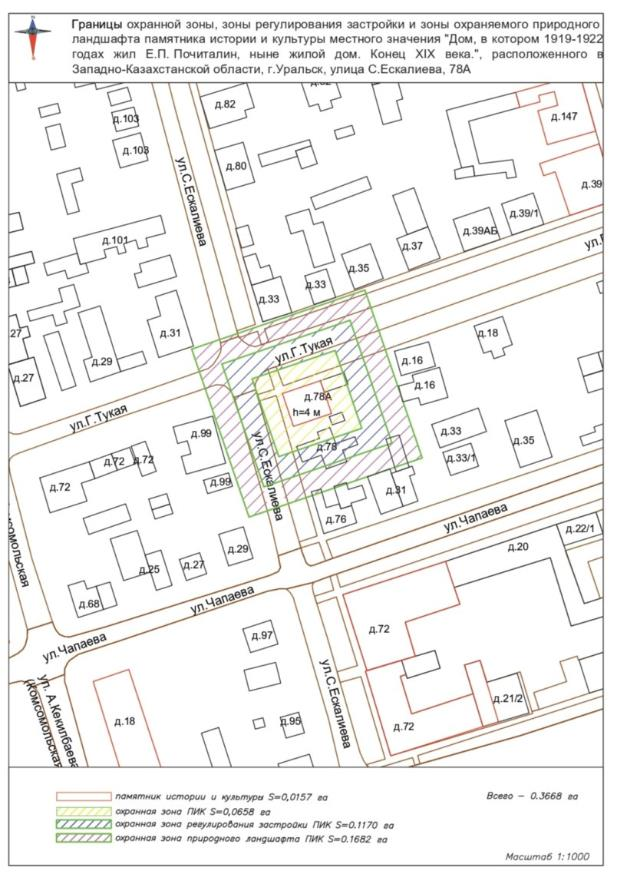 Границы охранной зоны, зоны регулирования застройки и зоны охраняемого природного
ландшафта памятника истории и культуры местного значения "Дом, в котором 1919-1922
годах жил Е.П. Почиталин, ныне жилой дом. Конец XIX века.", расположенного в
Западно-Казахстанской области, г.Уральск, улица С.Ескалиева, 78А
д.82
д.103
д.103
д.147
д.80
ул.С.Ескалиева
д.39
д.39/1
д.39АБ
д.101
д.37
д.35
д.33
д.33
27
д.31
д.18
д.29
д.27
ул.Г.Тукая
д.16
д.16
д.78А
h=4 м
ул.Г.Тукая
д.99
д.78
д.33
д.35
д.33/1
д.72
д.72
д.72
д.99
ул.С.Ескалиева
д.31
д.76
ул.Чапаева
д.22/1
д.20
д.29
д.25
д.27
д.68
ул.Чапаева
ул.Чапаева
д.97
д.72
ул.С.Ескалиева
ул. А.Кекилбаева
(Комсомольская
д.18
д.95
д.72
д.21/2
памятник истории и культуры S=0,0157 га
Всего – 0.3668 га
охранная зона ПИК S=0,0658 га
охранная зона регулирования застройки ПИК S=0.1170 га
охранная зона природного ландшафта ПИК S=0.1682 га
Масштаб 1:1000